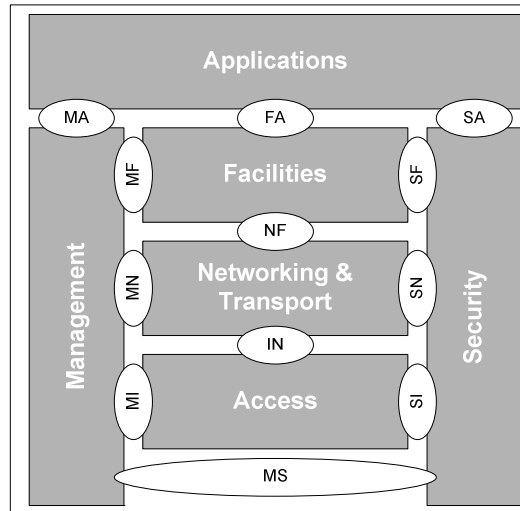 Applications
MA
FA
SA
MF
Facilities
SF
NF
Management
MN
Networking &
Transport
SN
Security
IN
MI
Access
SI
MS